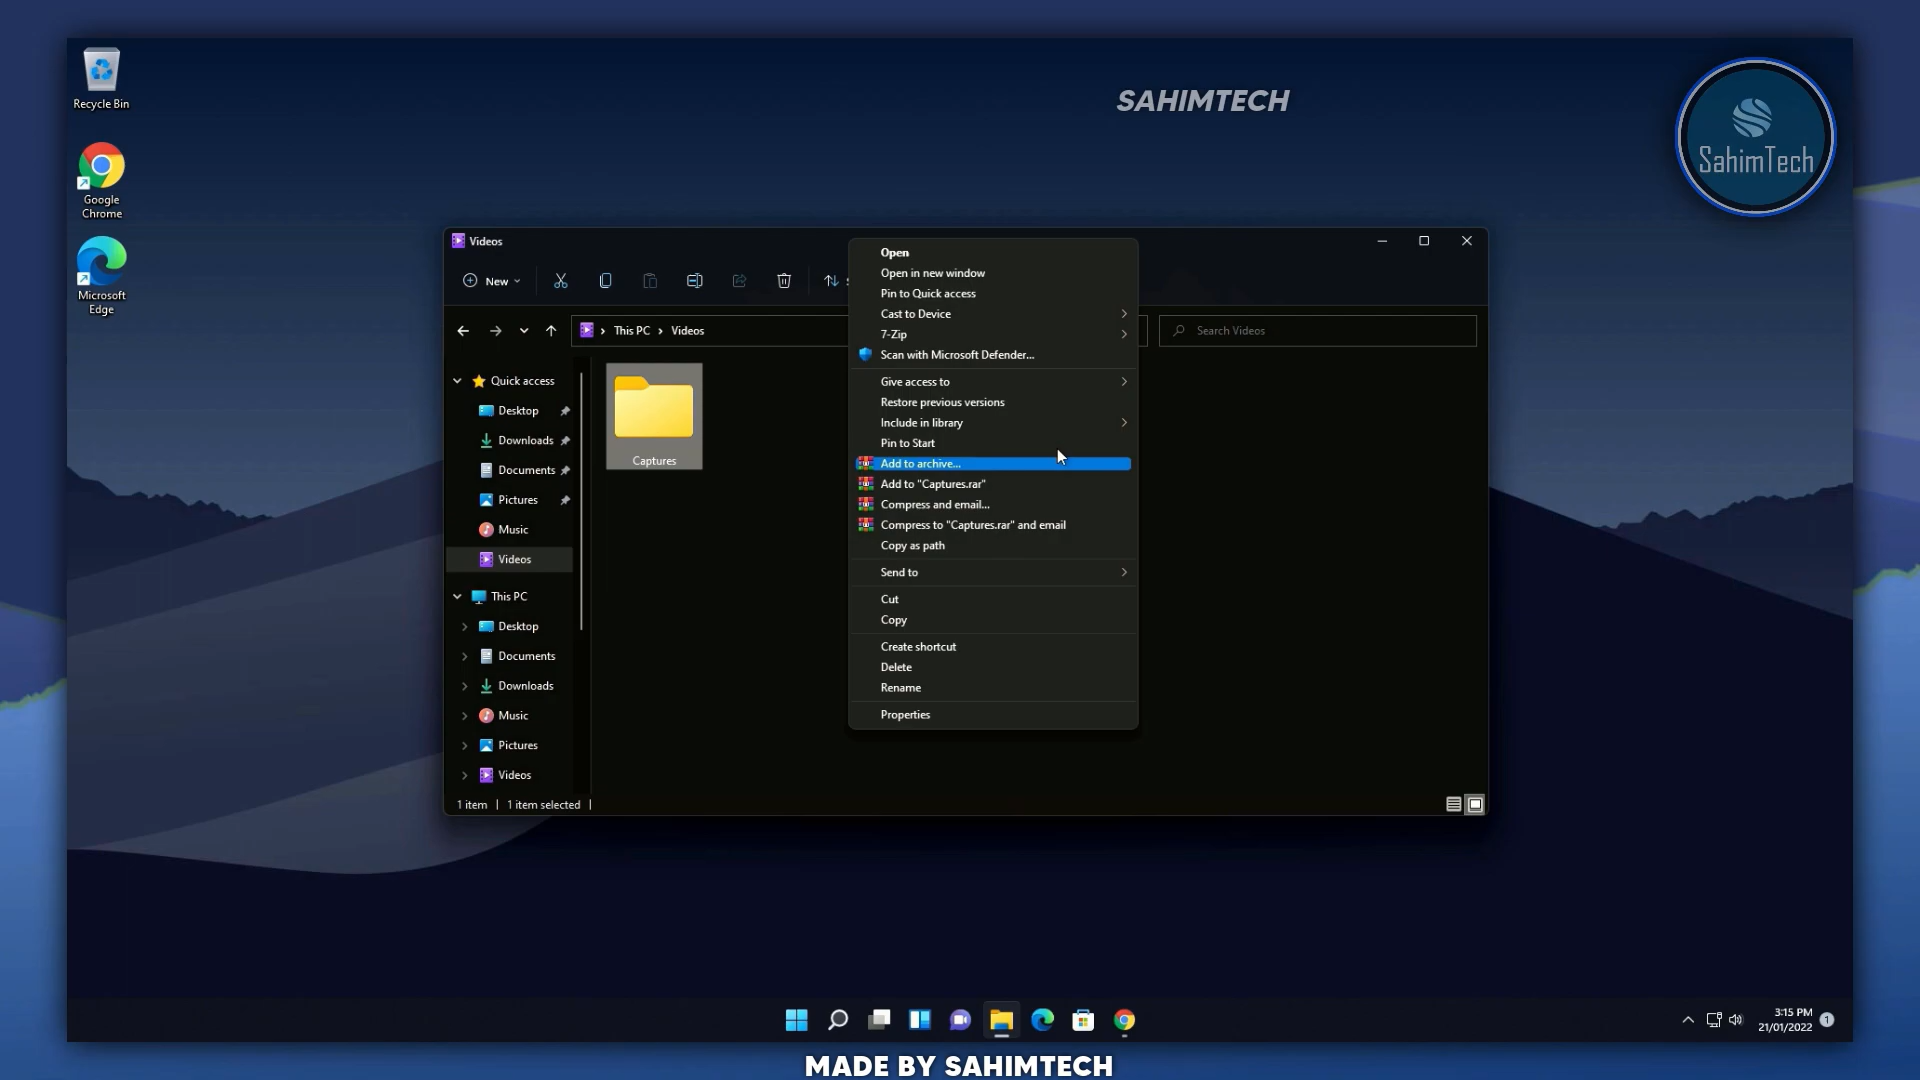 Recycle Bin
Google
Chrome
Microsoft
Edge
SAHIMTECH
SahimTech
Videos
New
This PC
Videos
Search Videos
Quick access
Desktop
Downloads
Documents
Pictures
Music
Videos
This PC
Desktop
Documents
Downloads
Music
Pictures
Videos
Captures
Open
Open in new window
Pin to Quick access
Cast to Device
7-Zip
Scan with Microsoft Defender...
Give access to
Restore previous versions
Include in library
Pin to Start
Add to archive...
Add to "Captures.rar"
Compress and email...
Compress to "Captures.rar" and email
Copy as path
Send to
Cut
Copy
Create shortcut
Delete
Rename
Properties
1 item | 1 item selected |
3:15 PM
21/01/2022
1
MADE BY SAHIMTECH